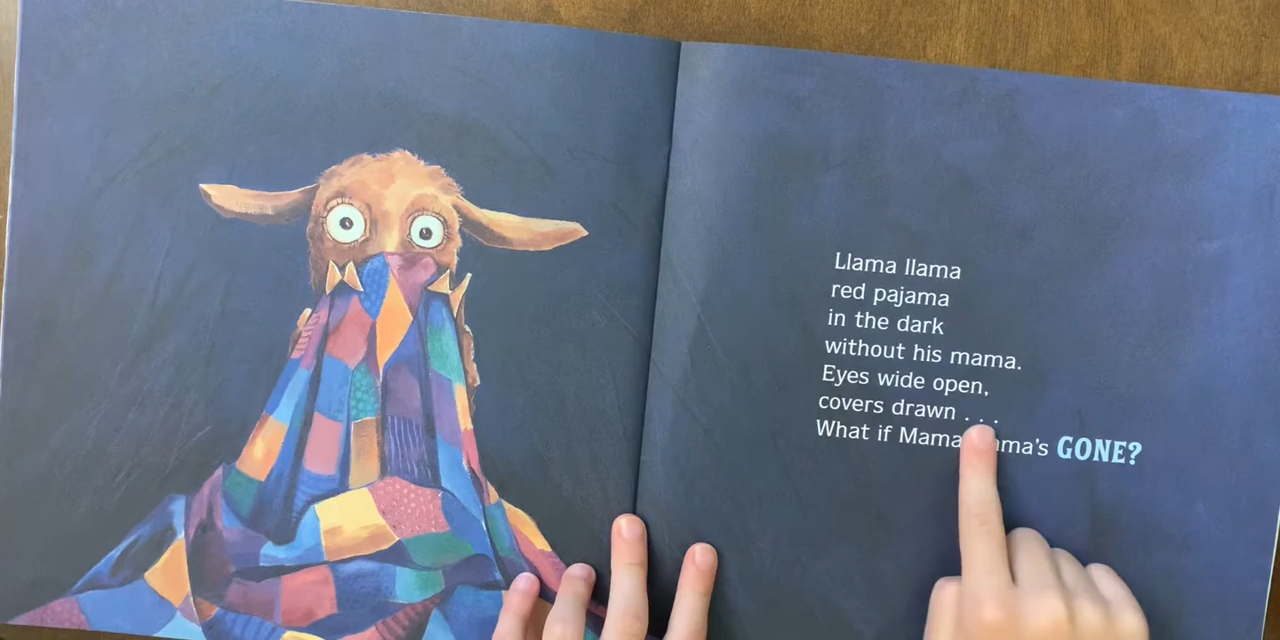 Llama llama
red pajama
in the dark
without his mama.
Eyes wide open,
covers drawn . . .
What if Mama GONE?